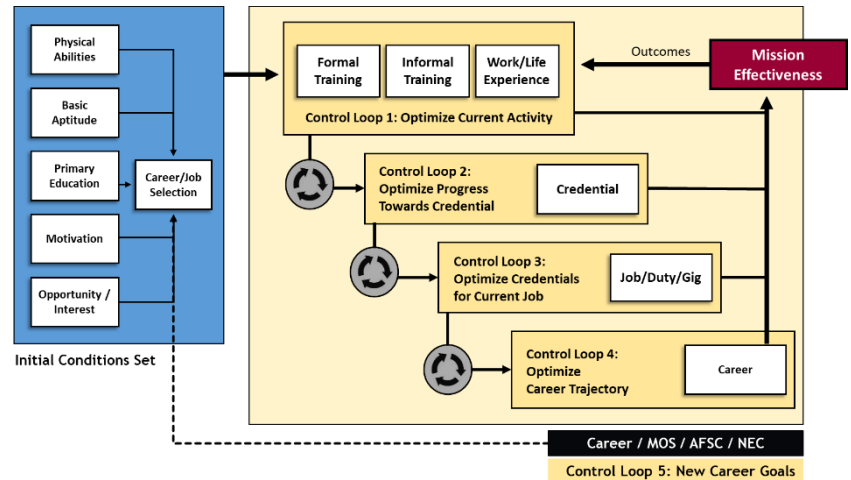 Physical
Abilities
Basic
Aptitude
Primary
Education
Career/Job
Selection
Motivation
Opportunity /
Interest
Initial Conditions Set
Formal
Training
Informal
Training
Work/Life
Experience
Control Loop 1: Optimize Current Activity
Outcomes
Mission
Effectiveness
Control Loop 2:
Optimize Progress
Towards Credential
Credential
Control Loop 3:
Optimize Credentials
for Current Job
Job/Duty/Gig
Control Loop 4:
Optimize
Career Trajectory
Career
Career / MOS / AFSC / NEC
Control Loop 5: New Career Goals